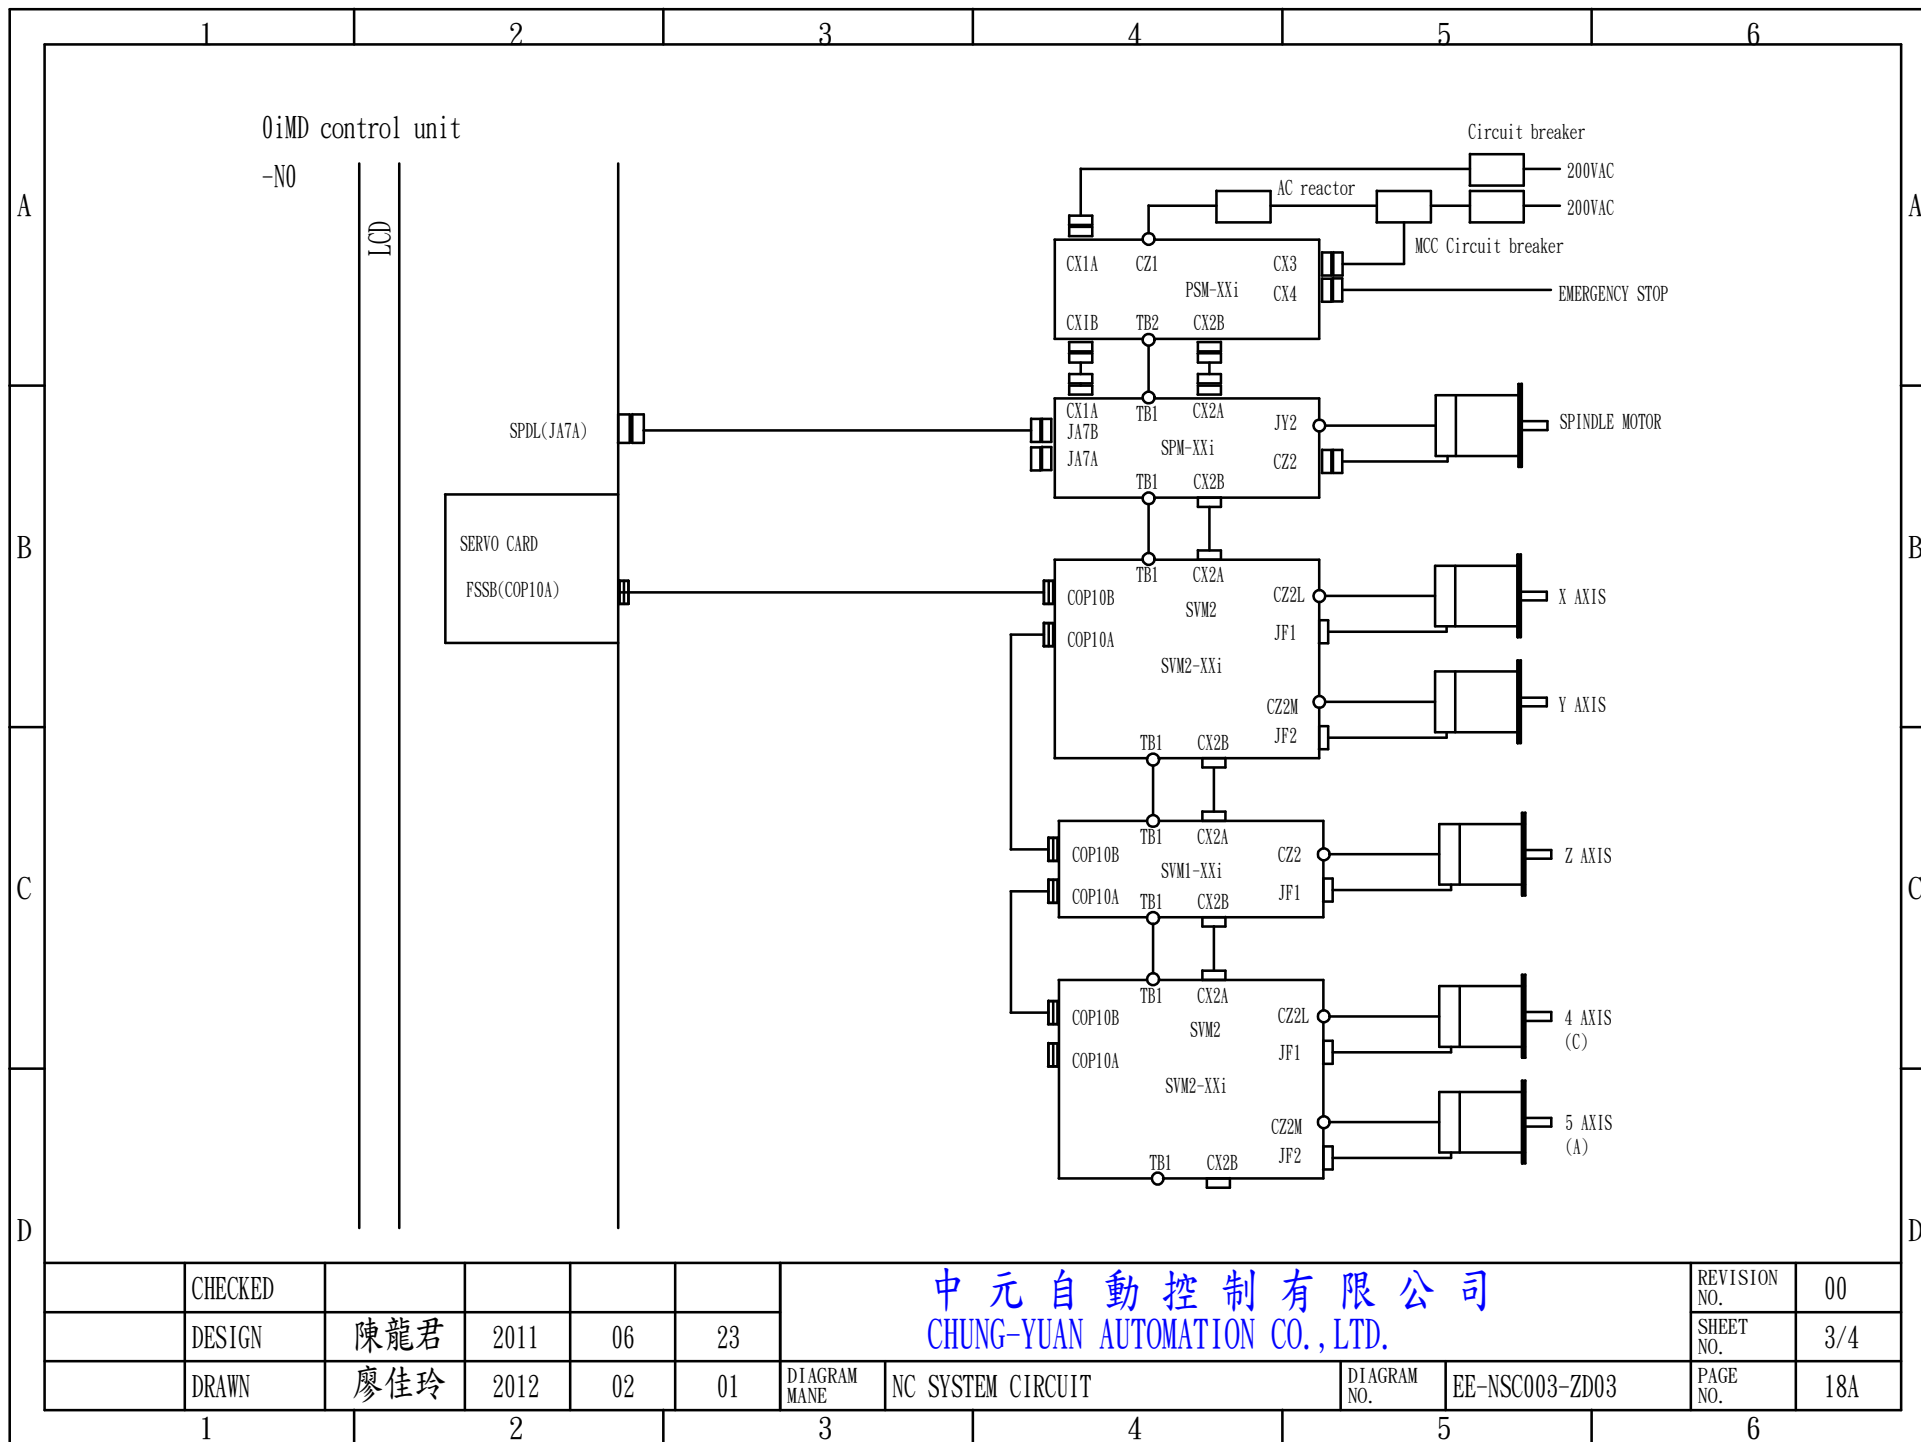 1 2 3 4 5 6
0iMD control unit
-N0
LCD
Circuit breaker
200VAC
AC reactor
200VAC
MCC Circuit breaker
A A
CX1A CZ1 CX3
PSM-XXi CX4
EMERGENCY STOP
CXIB TB2 CX2B
CX1A TB1 CX2A JY2
SPINDLE MOTOR
SPDL(JA7A)
JA7B
SPM-XXi
JA7A CZ2
TB1 CX2B
B B
SERVO CARD
FSSB(COP10A)
TB1 CX2A
COP10B SVM2 CZ2L
X AXIS
COP10A JF1
SVM2-XXi
CZ2M
Y AXIS
JF2
TB1 CX2B
TB1 CX2A
COP10B CZ2
Z AXIS
SVM1-XXi
COP10A JF1
TB1 CX2B
C C
TB1 CX2A
COP10B SVM2 CZ2L
4 AXIS
(C)
COP10A JF1
SVM2-XXi
CZ2M
5 AXIS
(A)
JF2
TB1 CX2B
D D
CHECKED
DESIGN 陳龍君 2011 06 23
DRAWN 廖佳玲 2012 02 01
中元自動控制有限公司
CHUNG-YUAN AUTOMATION CO.,LTD.
DIAGRAM
MANE
NC SYSTEM CIRCUIT
DIAGRAM
NO.
EE-NSC003-ZD03
REVISION
NO.
00
SHEET
NO.
3/4
PAGE
NO.
18A
1 2 3 4 5 6